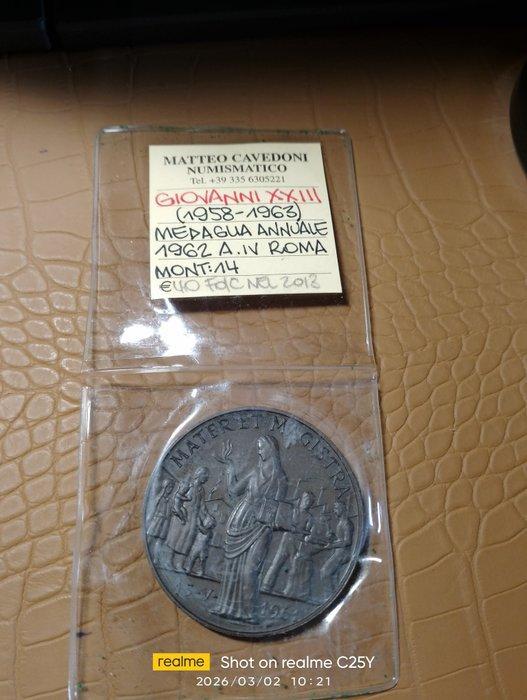 MATTEO CAVEDONI
NUMISMATICO
Tel. +39 335 6305221
GIOVANNI XXIII
(1958-1963)
MEDAGLIA ANNUALE
1962 A.IV ROMA
MONT:14
€40 FDC NEL 2013
MATER ET MAGISTRA
realme Shot on realme C25Y
2026/03/02 10:21